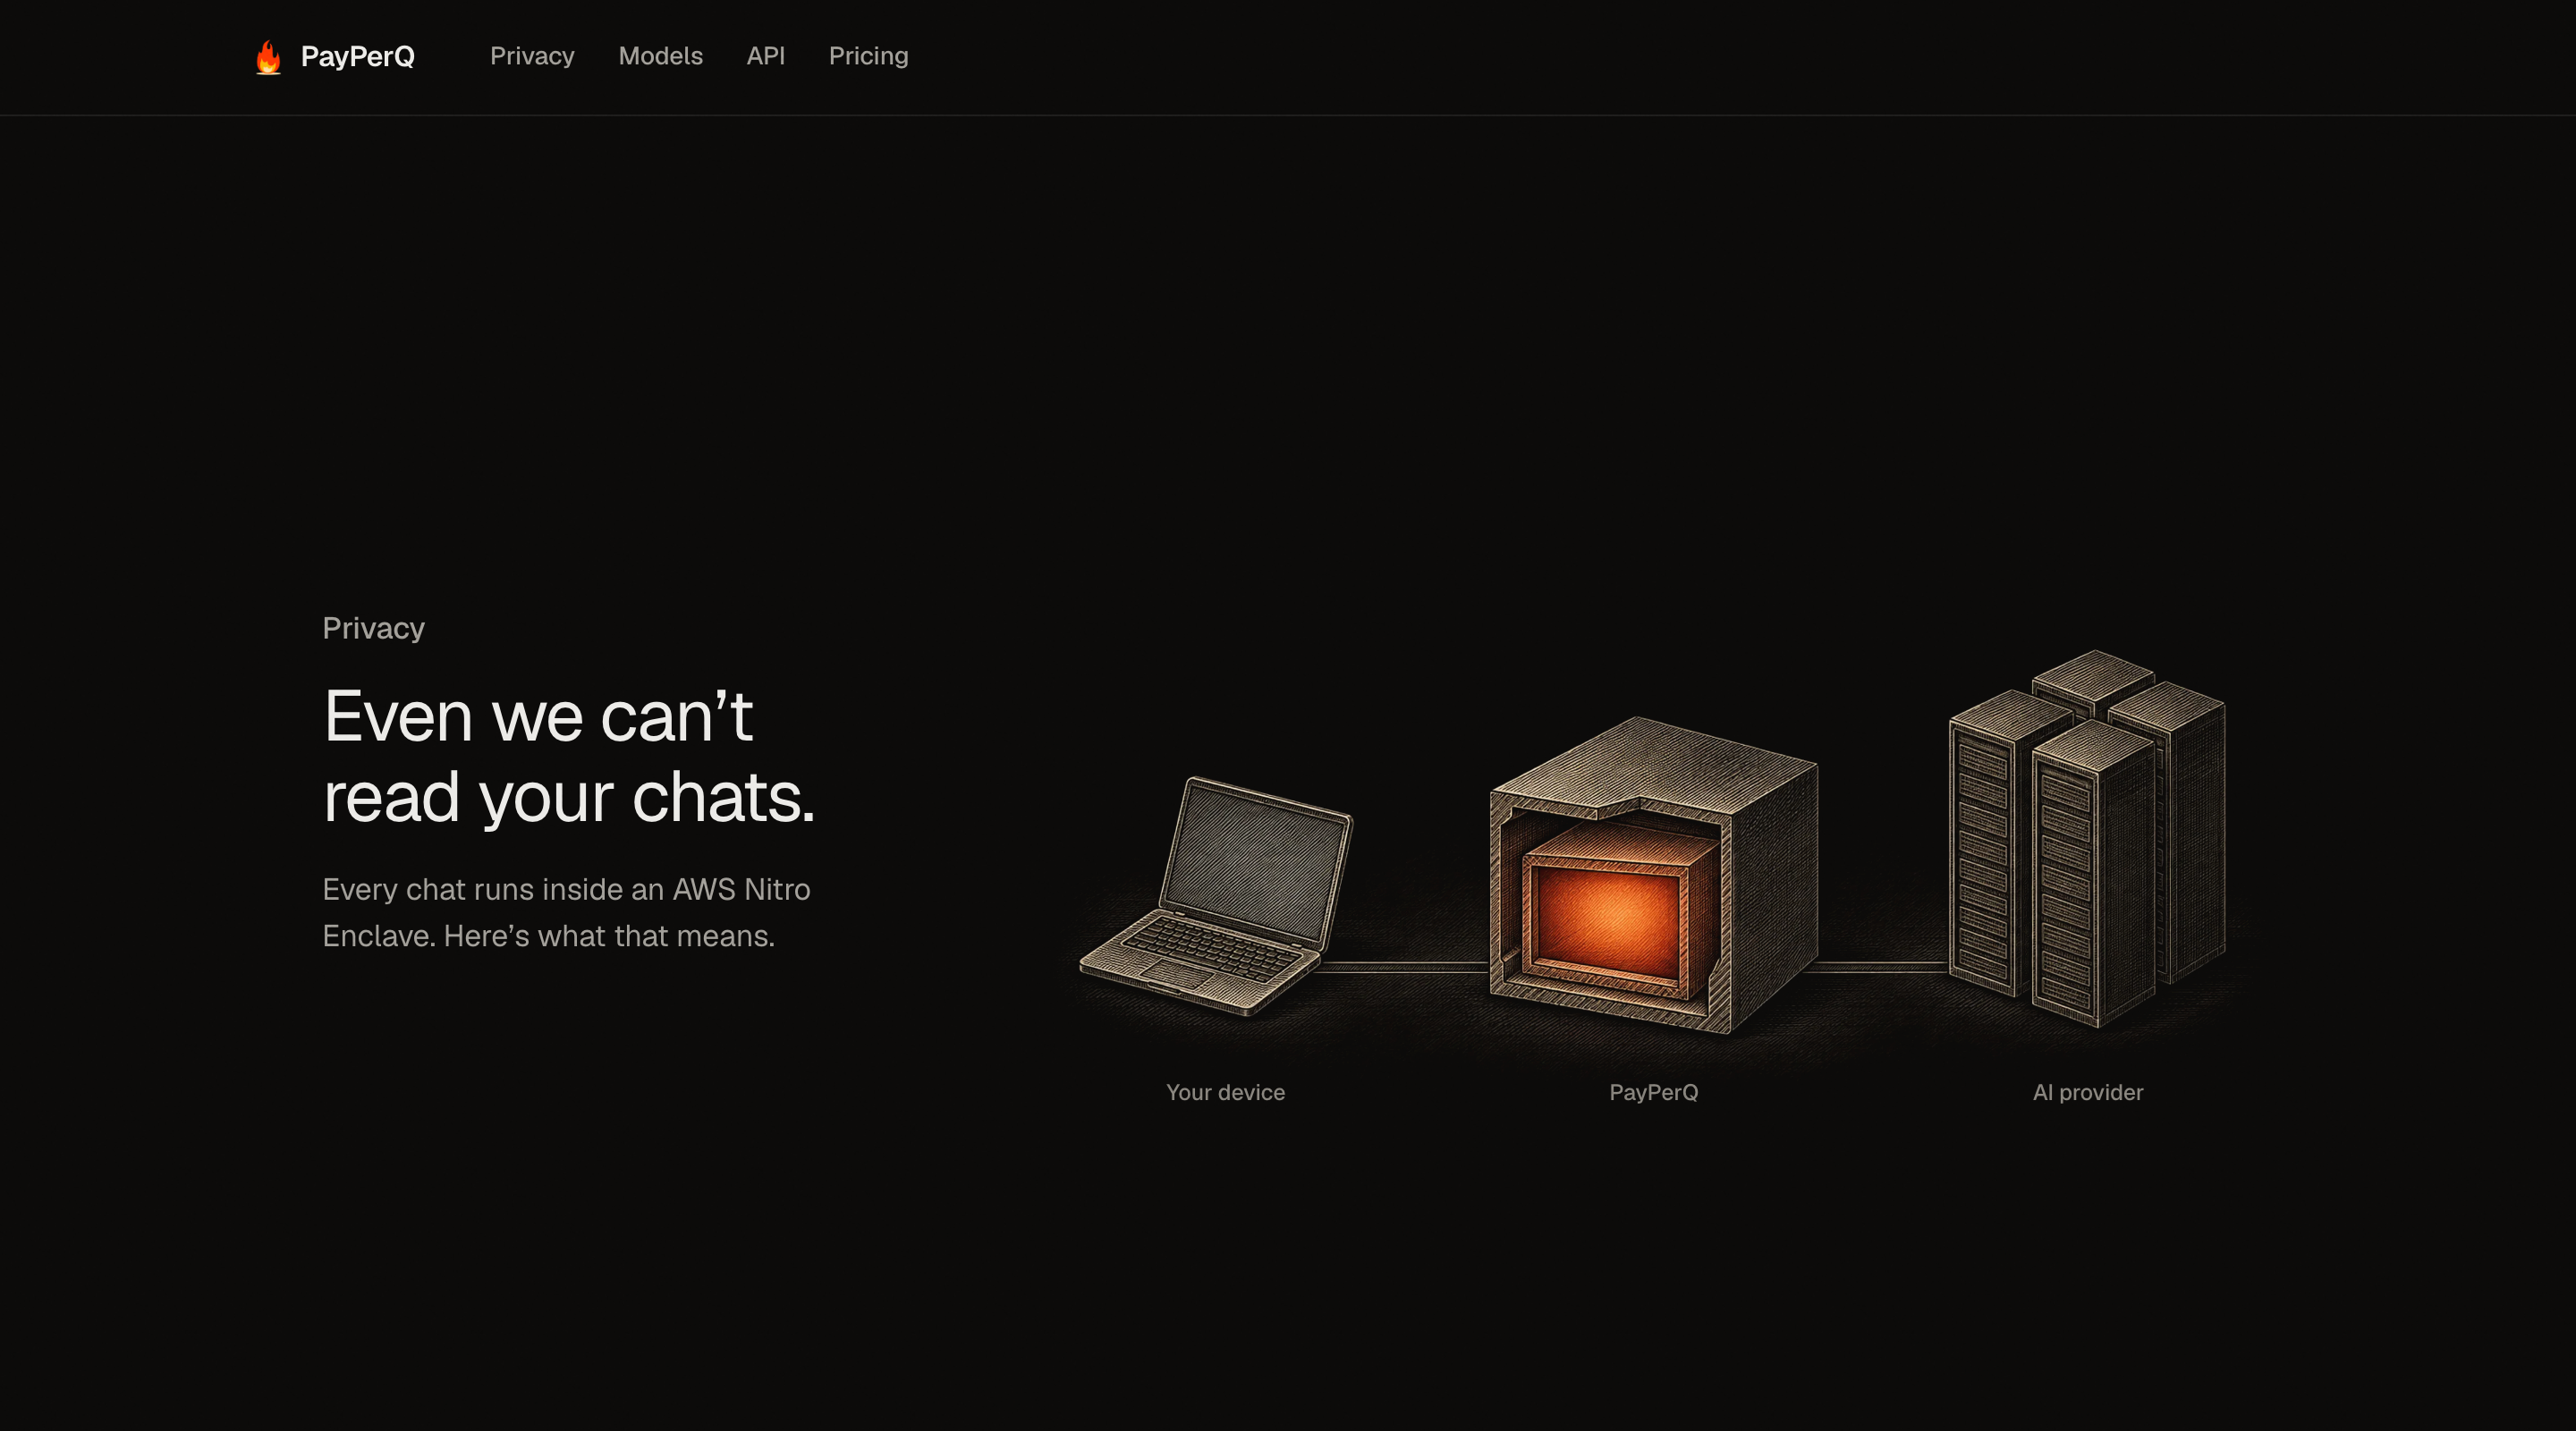 PayPerQ Privacy Models API Pricing
Privacy
Even we can’t
read your chats.
Every chat runs inside an AWS Nitro
Enclave. Here’s what that means.
Your device PayPerQ AI provider